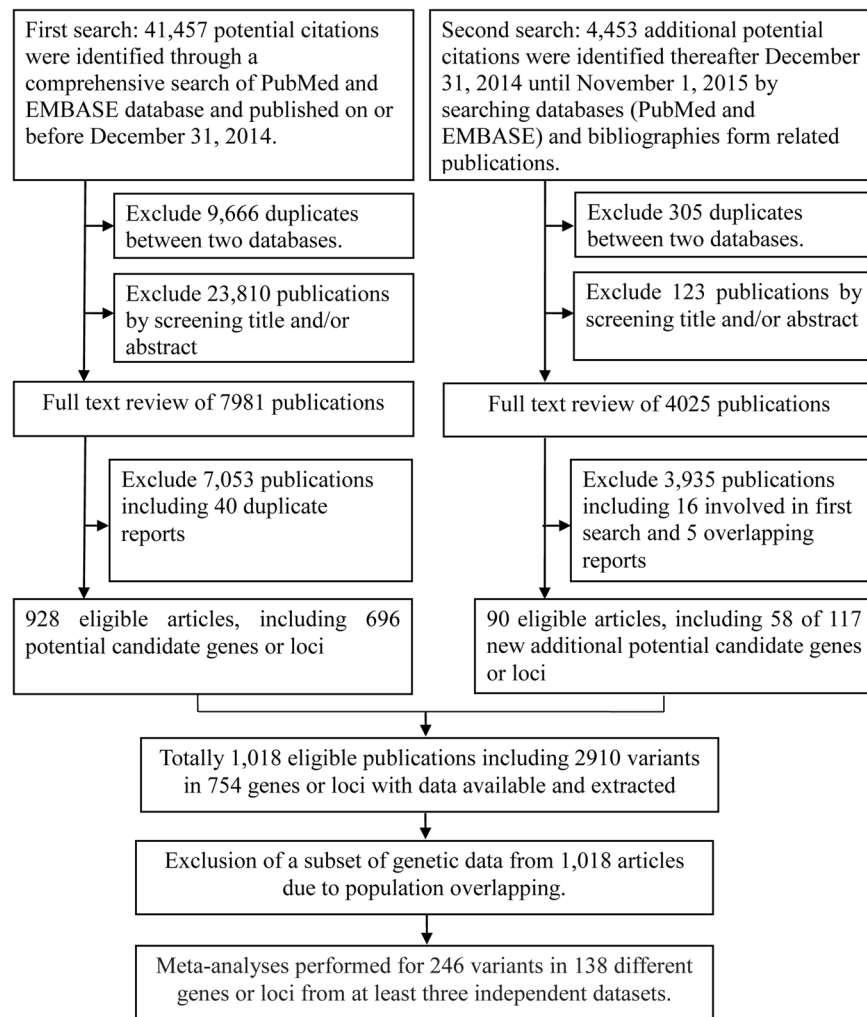 First search: 41,457 potential citations
were identified through a
comprehensive search of PubMed and
EMBASE database and published on or
before December 31, 2014.
Second search: 4,453 additional potential
citations were identified thereafter December
31, 2014 until November 1, 2015 by
searching databases (PubMed and
EMBASE) and bibliographies form related
publications.
Exclude 9,666 duplicates
between two databases.
Exclude 305 duplicates
between two databases.
Exclude 23,810 publications
by screening title and/or
abstract
Exclude 123 publications by
screening title and/or abstract
Full text review of 7981 publications
Full text review of 4025 publications
Exclude 7,053 publications
including 40 duplicate
reports
Exclude 3,935 publications
including 16 involved in first
search and 5 overlapping
reports
928 eligible articles, including 696
potential candidate genes or loci
90 eligible articles, including 58 of 117
new additional potential candidate genes
or loci
Totally 1,018 eligible publications including 2910 variants
in 754 genes or loci with data available and extracted
Exclusion of a subset of genetic data from 1,018 articles
due to population overlapping.
Meta-analyses performed for 246 variants in 138 different
genes or loci from at least three independent datasets.